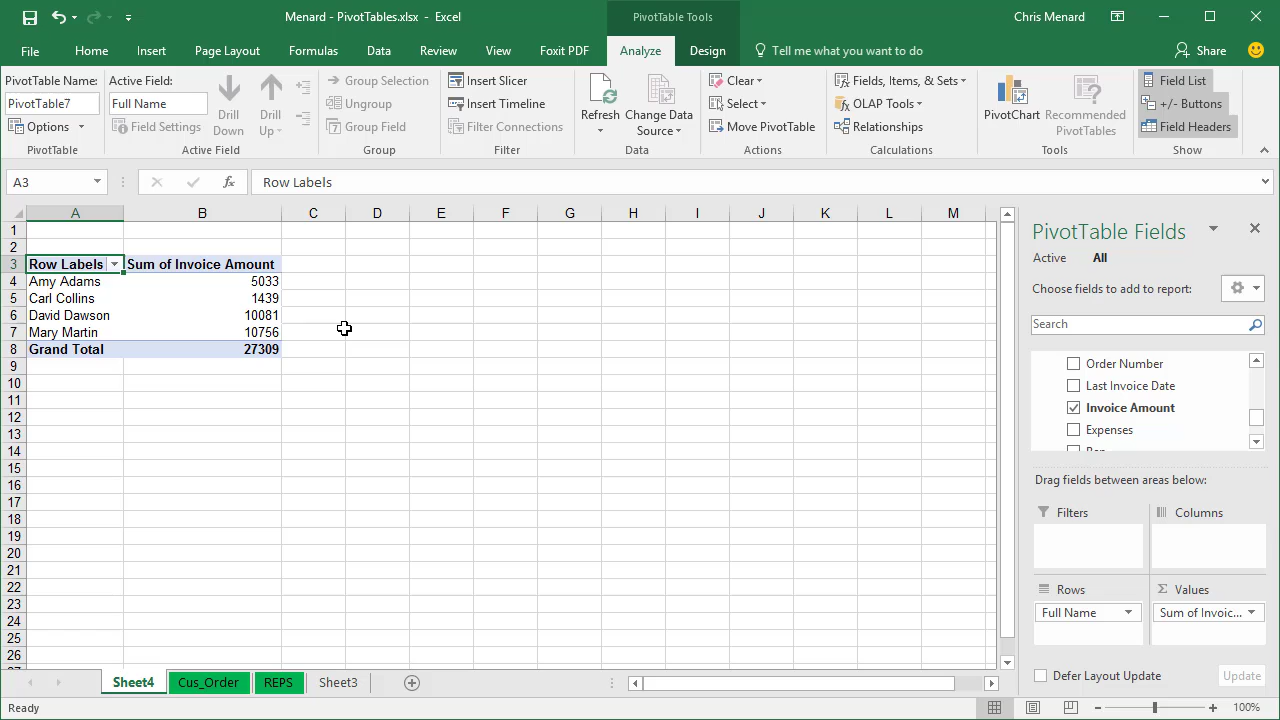 Menard - PivotTables.xlsx - Excel
PivotTable Tools
Chris Menard
File Home Insert Page Layout Formulas Data Review View Foxit PDF Analyze Design Tell me what you want to do Share
PivotTable Name: Active Field: Group Selection Insert Slicer Clear Fields, Items, & Sets Field List
PivotTable7 Full Name Drill Down Drill Up Ungroup Insert Timeline Refresh Change Data Source Select OLAP Tools PivotChart Recommended PivotTables +/- Buttons
Options Field Settings Group Field Filter Connections Move PivotTable Relationships Field Headers
PivotTable Active Field Group Filter Data Actions Calculations Tools Show
A3 fx Row Labels
A B C D E F G H I J K L M
1
2
3 Row Labels Sum of Invoice Amount
4 Amy Adams 5033
5 Carl Collins 1439
6 David Dawson 10081
7 Mary Martin 10756
8 Grand Total 27309
9
10
11
12
13
14
15
16
17
18
19
20
21
22
23
24
25
26
PivotTable Fields
Active All
Choose fields to add to report:
Search
Order Number
Last Invoice Date
Invoice Amount
Expenses
Drag fields between areas below:
Filters Columns
Rows Σ Values
Full Name Sum of Invoic...
Defer Layout Update Update
Sheet4 Cus_Order REPS Sheet3
Ready 100%